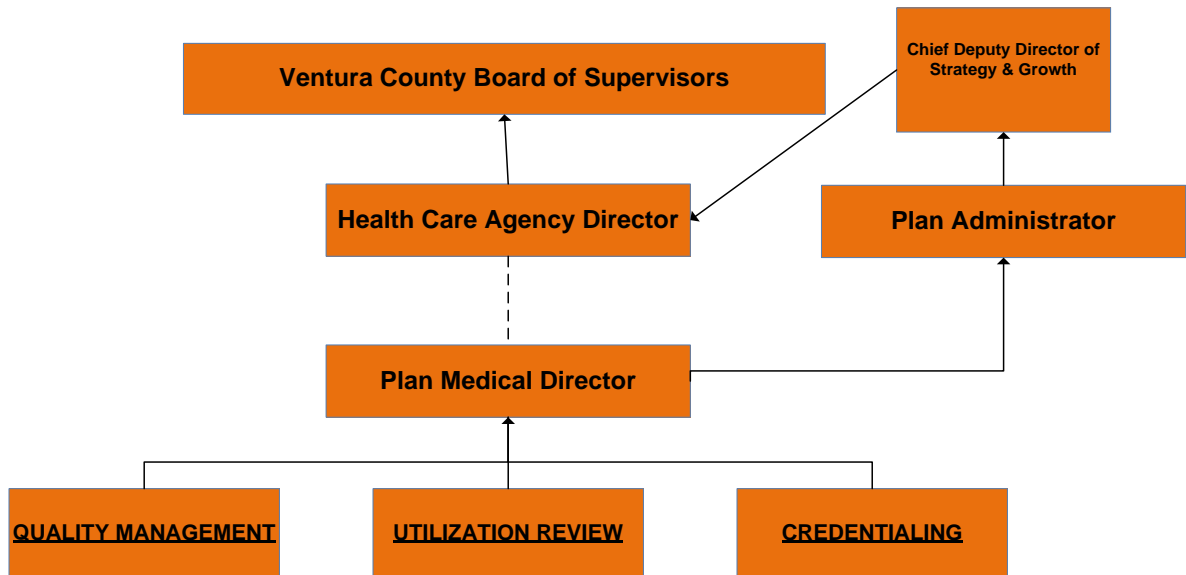 Ventura County Board of Supervisors
Chief Deputy Director of
Strategy & Growth
Health Care Agency Director
Plan Administrator
Plan Medical Director
QUALITY MANAGEMENT
UTILIZATION REVIEW
CREDENTIALING